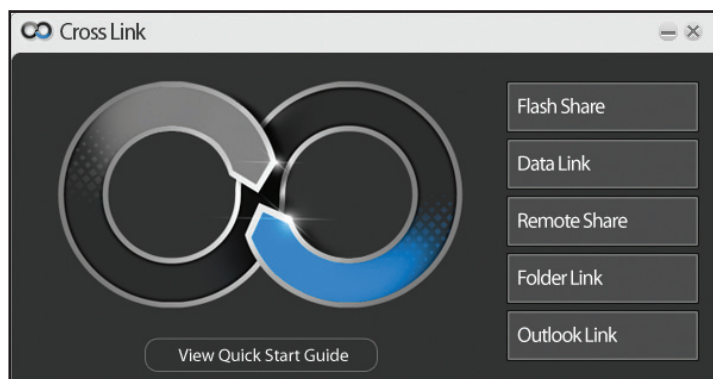 Cross Link
Flash Share
Data Link
Remote Share
Folder Link
Outlook Link
View Quick Start Guide